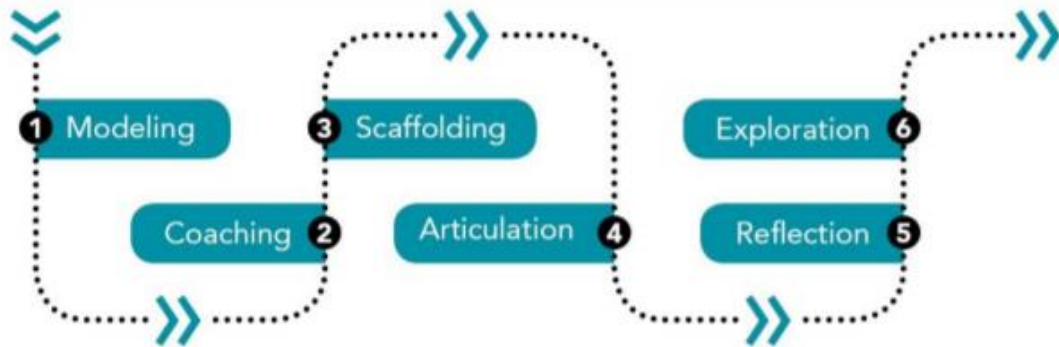 1 Modeling
Coaching 2
3 Scaffolding
Articulation 4
Reflection 5
Exploration 6